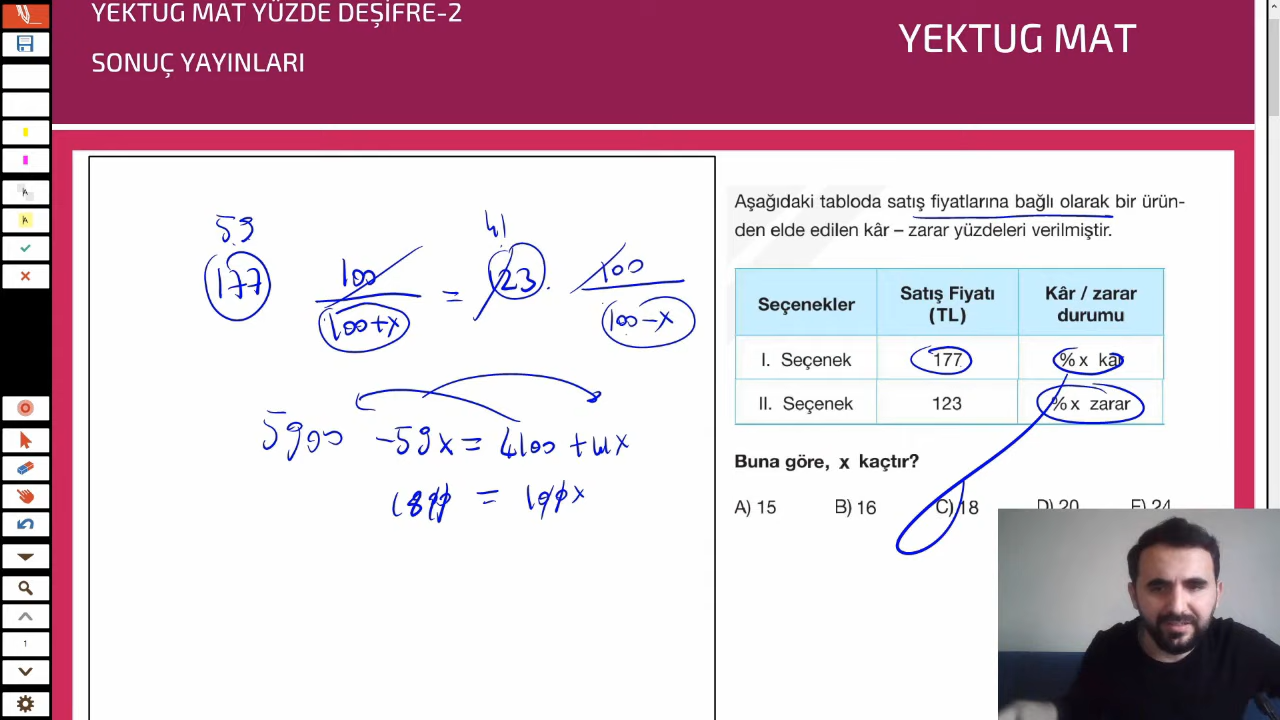 YEKTUG MAT YÜZDE DEŞİFRE-2
SONUÇ YAYINLARI
YEKTUG MAT
59
177 100 / 100+x = 123 . 100 / 100-x
41
5900 -59x = 4100 + 41x
1800 = 100x
Aşağıdaki tabloda satış fiyatlarına bağlı olarak bir ürün-
den elde edilen kâr – zarar yüzdeleri verilmiştir.
Seçenekler Satış Fiyatı (TL) Kâr / zarar durumu
I. Seçenek 177 % x kâr
II. Seçenek 123 % x zarar
Buna göre, x kaçtır?
A) 15 B) 16 C) 18 D) 20 E) 24
1